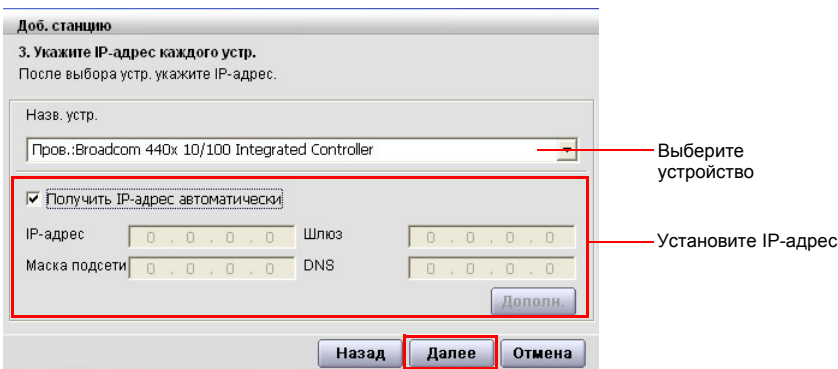 Доб. станцию
3. Укажите IP-адрес каждого устр.
После выбора устр. укажите IP-адрес.
Назв. устр.
Пров.:Broadcom 440x 10/100 Integrated Controller
Выберите
устройство
Получить IP-адрес автоматически
IP-адрес 0 . 0 . 0 . 0 Шлюз 0 . 0 . 0 . 0
Установите IP-адрес
Маска подсети 0 . 0 . 0 . 0 DNS 0 . 0 . 0 . 0
Дополн.
Назад Далее Отмена